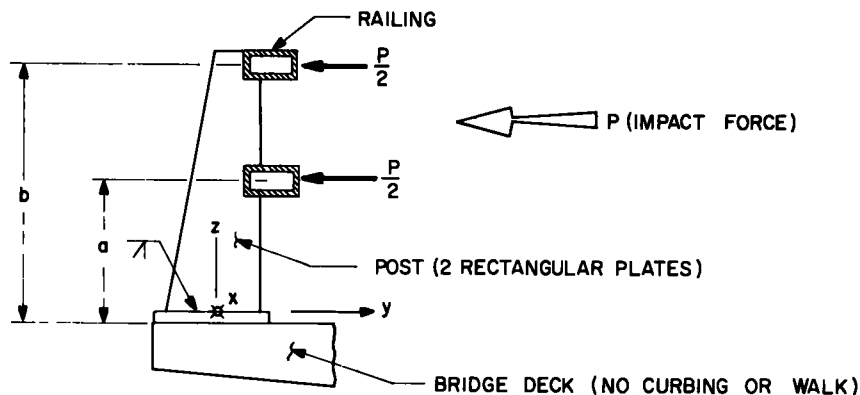 RAILING
P
2
P (IMPACT FORCE)
b
P
2
a
z
POST (2 RECTANGULAR PLATES)
x
y
BRIDGE DECK (NO CURBING OR WALK)